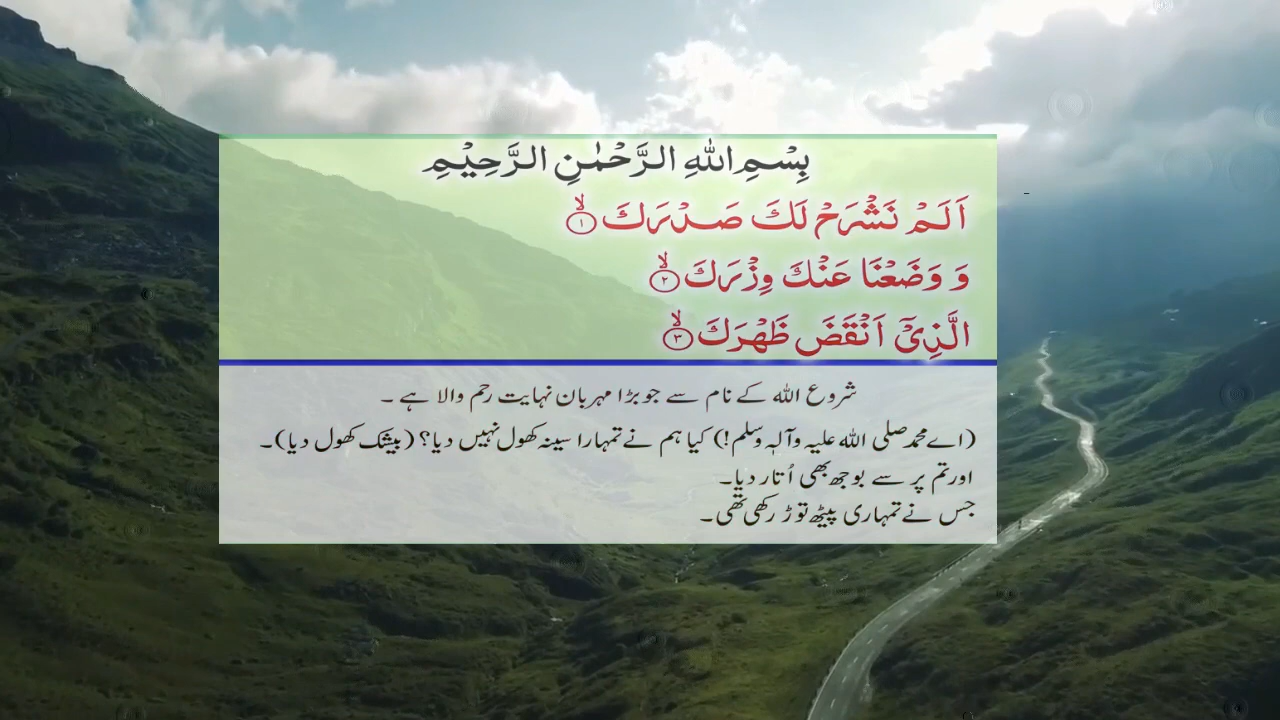 بِسْمِ اللهِ الرَّحْمٰنِ الرَّحِيْمِ
اَلَمْ نَشْرَحْ لَكَ صَدْرَكَ ۙ﴿۱﴾
وَ وَضَعْنَا عَنْكَ وِزْرَكَ ۙ﴿۲﴾
الَّذِيْٓ اَنْقَضَ ظَهْرَكَ ۙ﴿۳﴾
شروع اللہ کے نام سے جو بڑا مہربان نہایت رحم والا ہے ۔
(اے محمد صلی اللہ علیہ وآلہٖ وسلم!) کیا ہم نے تمہارا سینہ کھول نہیں دیا؟ (بیشک کھول دیا)۔
اور تم پر سے بوجھ بھی اُتار دیا۔
جس نے تمہاری پیٹھ توڑ رکھی تھی۔